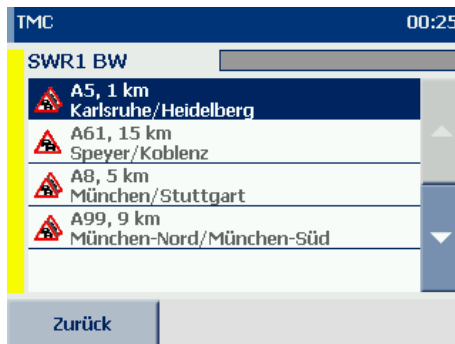 TMC 00:25
SWR1 BW
A5, 1 km
Karlsruhe/Heidelberg
A61, 15 km
Speyer/Koblenz
A8, 5 km
München/Stuttgart
A99, 9 km
München-Nord/München-Süd
Zurück